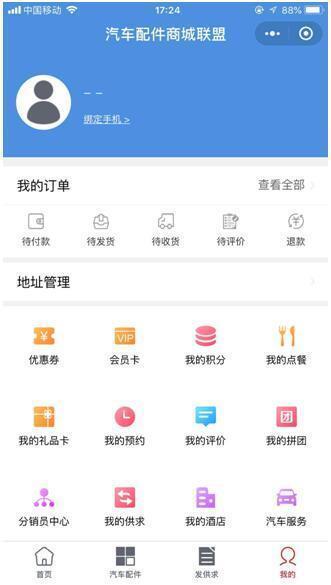 中国移动
17:24
88%
汽车配件商城联盟
– –
绑定手机 >
我的订单
查看全部
待付款
待发货
待收货
待评价
退款
地址管理
优惠券
VIP
会员卡
我的积分
我的点餐
我的礼品卡
我的预约
我的评价
团
我的拼团
分销员中心
我的供求
我的酒店
汽车服务
首页
汽车配件
发供求
我的